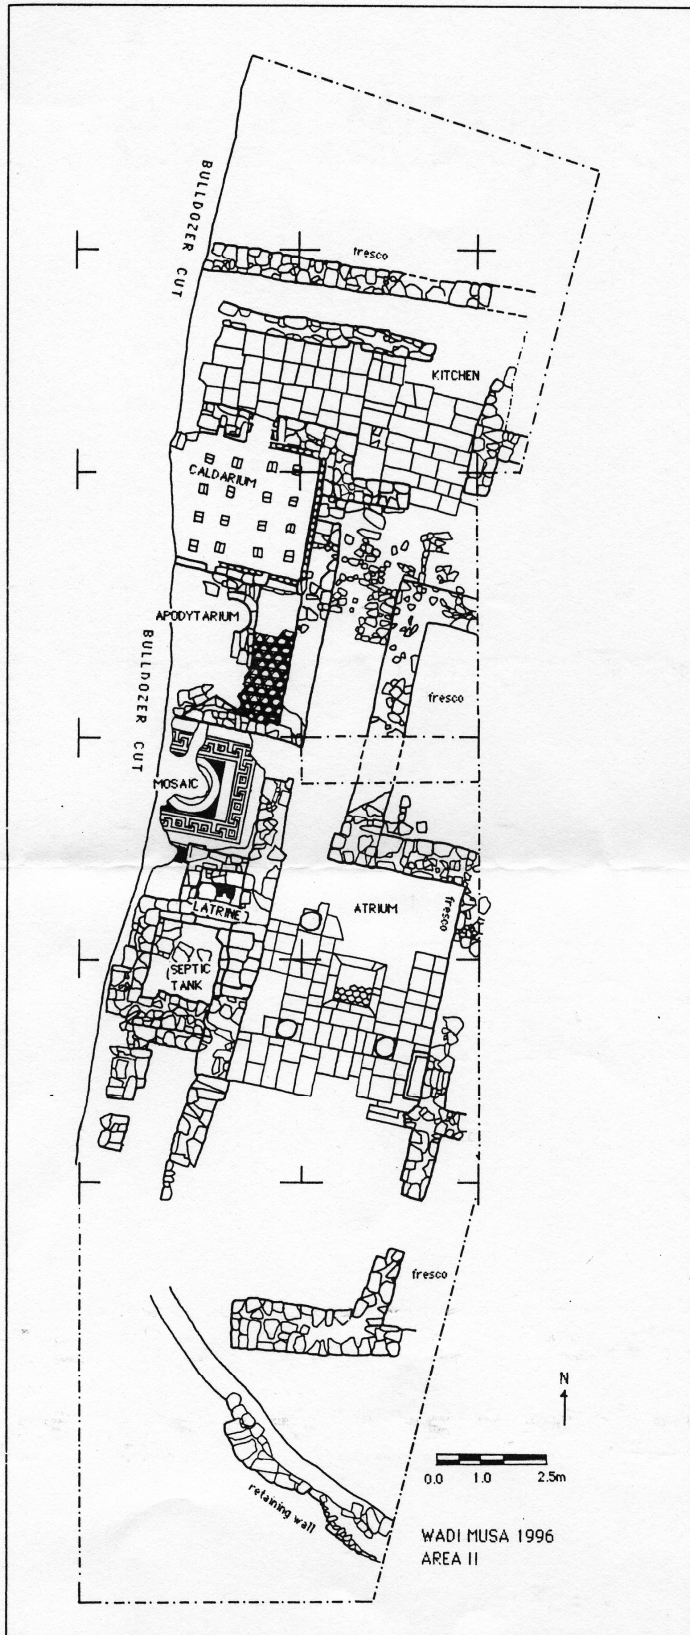 BULLDOZER CUT
fresco
KITCHEN
CALDARIUM
APODYTARIUM
BULLDOZER CUT
fresco
MOSAIC
LATRINE
ATRIUM
fresco
SEPTIC
TANK
fresco
N
0.0 1.0 2.5m
retaining wall
WADI MUSA 1996
AREA II